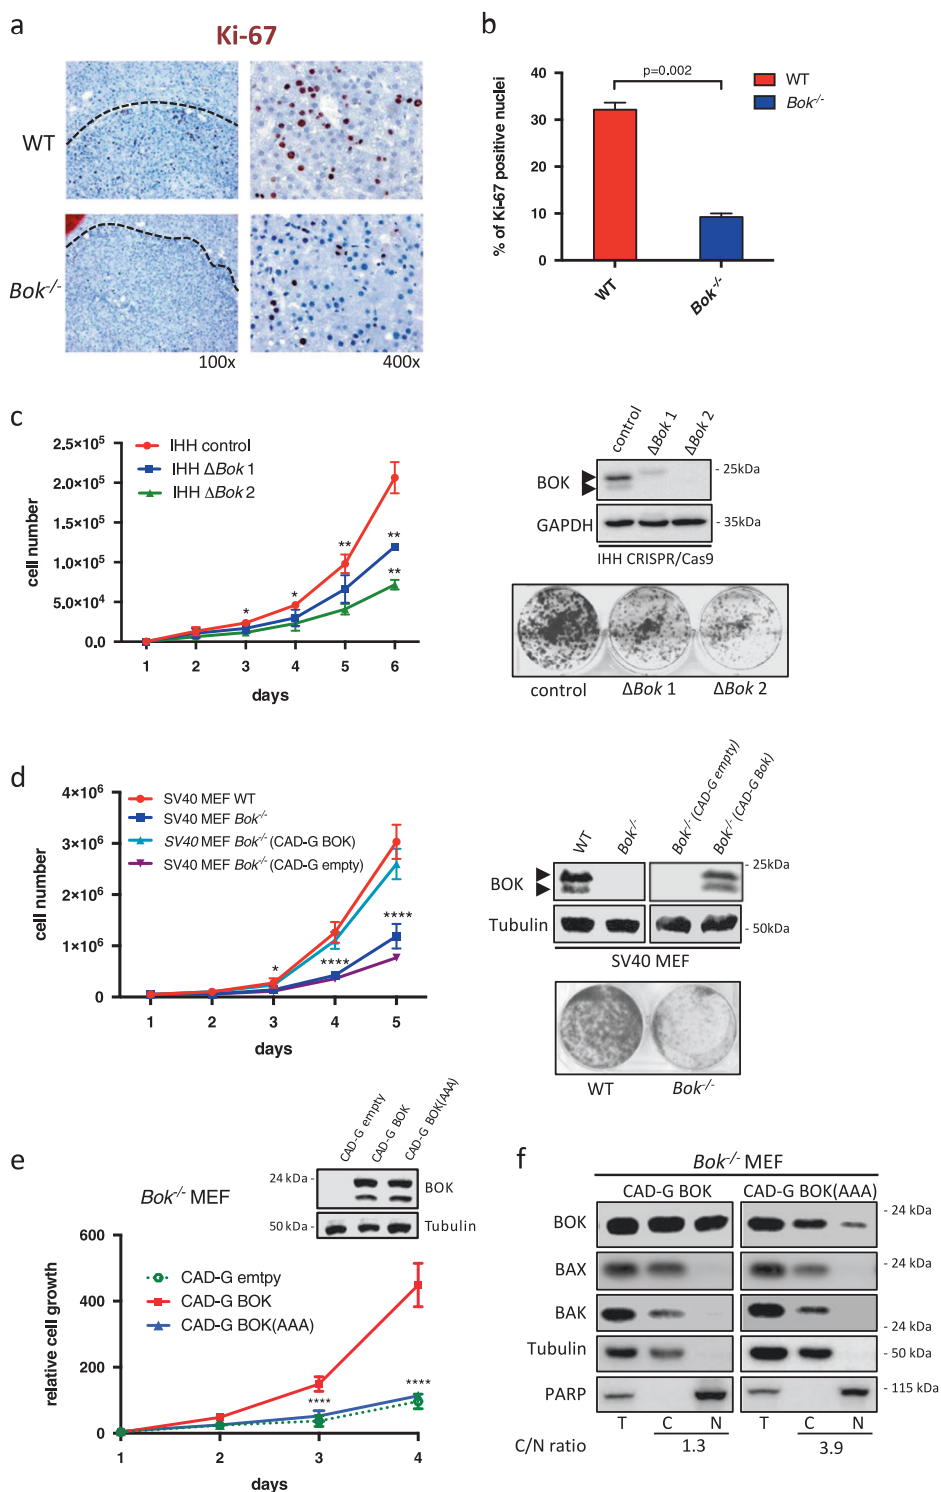 a
Ki-67
WT
Bok-/-
100x
400x
b
p=0.002
WT
Bok-/-
% of Ki-67 positive nuclei
40
30
20
10
0
WT
Bok-/-
c
IHH control
IHH ΔBok 1
IHH ΔBok 2
cell number
2.5×10⁵
2.0×10⁵
1.0×10⁵
1.0×10⁵
5.0×10⁴
0.0
* * ** ** **
1 2 3 4 5 6
days
control ΔBok 1 ΔBok 2
BOK
- 25kDa
GAPDH
- 35kDa
IHH CRISPR/Cas9
control ΔBok 1 ΔBok 2
d
SV40 MEF WT
SV40 MEF Bok-/-
SV40 MEF Bok-/- (CAD-G BOK)
SV40 MEF Bok-/- (CAD-G empty)
cell number
4×10⁶
3×10⁶
2×10⁶
1×10⁶
0
* **** ****
1 2 3 4 5
days
WT Bok-/- Bok-/- (CAD-G empty) Bok-/- (CAD-G Bok)
BOK
- 25kDa
Tubulin
- 50kDa
SV40 MEF
WT Bok-/-
e
Bok-/- MEF
CAD-G empty CAD-G BOK CAD-G BOK(AAA)
24 kDa -
BOK
50 kDa -
Tubulin
CAD-G emtpy
CAD-G BOK
CAD-G BOK(AAA)
relative cell growth
600
400
200
0
**** ****
1 2 3 4
days
f
Bok-/- MEF
CAD-G BOK CAD-G BOK(AAA)
BOK
- 24 kDa
BAX
- 24 kDa
BAK
- 24 kDa
Tubulin
- 50 kDa
PARP
- 115 kDa
T C N T C N
C/N ratio 1.3 3.9